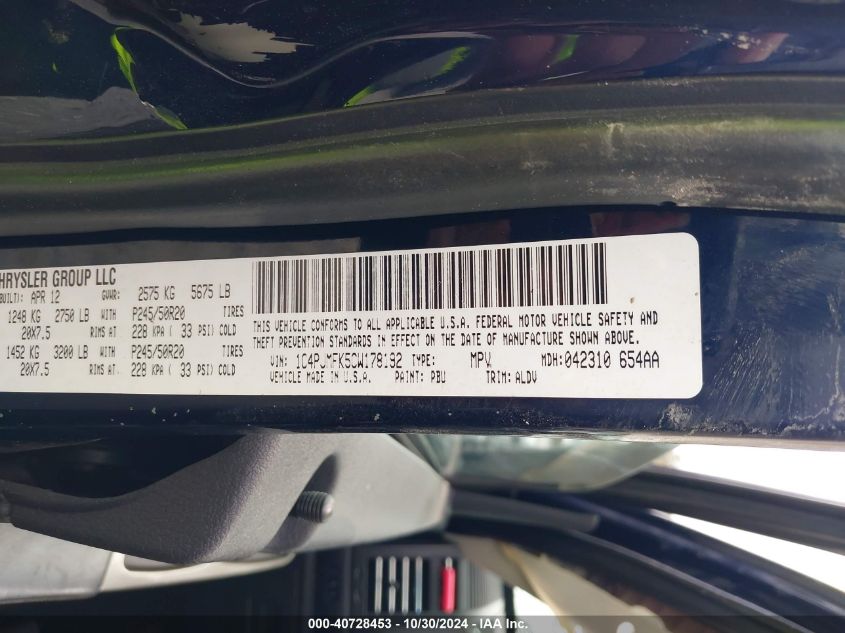 HRYSLER GROUP LLC
BUILT): APR 12 GVWR: 2575 KG 5675 LB
1248 KG 2750 LB WITH P245/50R20 TIRES
20X7.5 RIMS AT. 228 KPA ( 33 PSI) COLD
1452 KG 3200 LB WITH P245/50R20 TIRES
20X7.5 RIMS AT. 228 KPA ( 33 PSI) COLD
THIS VEHICLE CONFORMS TO ALL APPLICABLE U.S.A. FEDERAL MOTOR VEHICLE SAFETY AND
THEFT PREVENTION STANDARDS IN EFFECT ON THE DATE OF MANUFACTURE SHOWN ABOVE.
VIN: 1C4PJMFK5CW178192 TYPE: MPV MDH:042310 654AA
VEHICLE MADE IN U.S.A. PAINT: PBU TRIM: ALDV
000-40728453 - 10/30/2024 - IAA Inc.